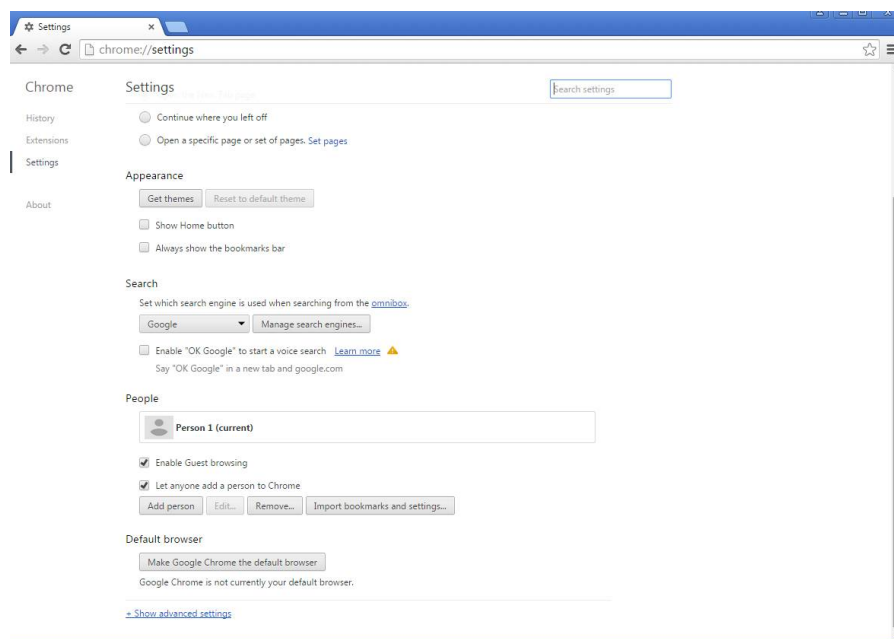 Settings
chrome://settings
Chrome
Settings
Search settings
History
Continue where you left off
Extensions
Open a specific page or set of pages. Set pages
Settings
Appearance
Get themes Reset to default theme
About
Show Home button
Always show the bookmarks bar
Search
Set which search engine is used when searching from the omnibox.
Google Manage search engines...
Enable "OK Google" to start a voice search Learn more
Say "OK Google" in a new tab and google.com
People
Person 1 (current)
Enable Guest browsing
Let anyone add a person to Chrome
Add person Edit... Remove... Import bookmarks and settings...
Default browser
Make Google Chrome the default browser
Google Chrome is not currently your default browser.
+ Show advanced settings